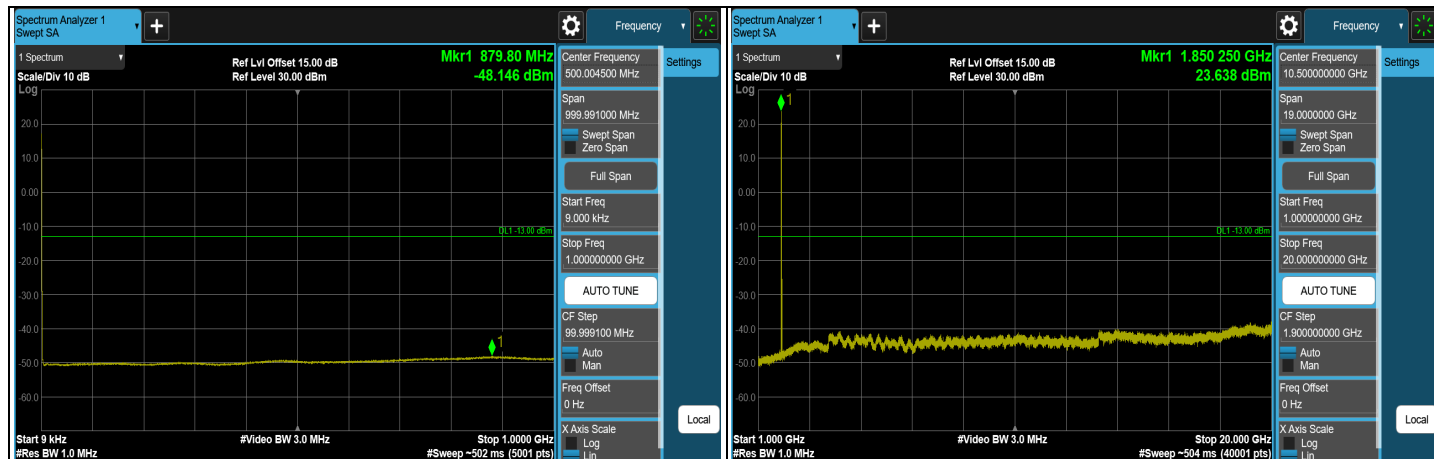 Spectrum Analyzer 1
Swept SA
+
Frequency
1 Spectrum
Scale/Div 10 dB
Log
Ref Lvl Offset 15.00 dB
Ref Level 30.00 dBm
Mkr1 879.80 MHz
-48.146 dBm
20.0
10.0
0.00
-10.0
-20.0
-30.0
-40.0
-50.0
-60.0
DL1 -13.00 dBm
1
Start 9 kHz
#Res BW 1.0 MHz
#Video BW 3.0 MHz
Stop 1.0000 GHz
#Sweep ~502 ms (5001 pts)
Center Frequency
500.004500 MHz
Span
999.991000 MHz
Swept Span
Zero Span
Full Span
Start Freq
9.000 kHz
Stop Freq
1.000000000 GHz
AUTO TUNE
CF Step
99.999100 MHz
Auto
Man
Freq Offset
0 Hz
X Axis Scale
Log
Lin
Settings
Local
Spectrum Analyzer 1
Swept SA
+
Frequency
1 Spectrum
Scale/Div 10 dB
Log
Ref Lvl Offset 15.00 dB
Ref Level 30.00 dBm
Mkr1 1.850 250 GHz
23.638 dBm
1
20.0
10.0
0.00
-10.0
-20.0
-30.0
-40.0
-50.0
-60.0
DL1 -13.00 dBm
Start 1.000 GHz
#Res BW 1.0 MHz
#Video BW 3.0 MHz
Stop 20.000 GHz
#Sweep ~504 ms (40001 pts)
Center Frequency
10.500000000 GHz
Span
19.0000000 GHz
Swept Span
Zero Span
Full Span
Start Freq
1.000000000 GHz
Stop Freq
20.000000000 GHz
AUTO TUNE
CF Step
1.900000000 GHz
Auto
Man
Freq Offset
0 Hz
X Axis Scale
Log
Lin
Settings
Local